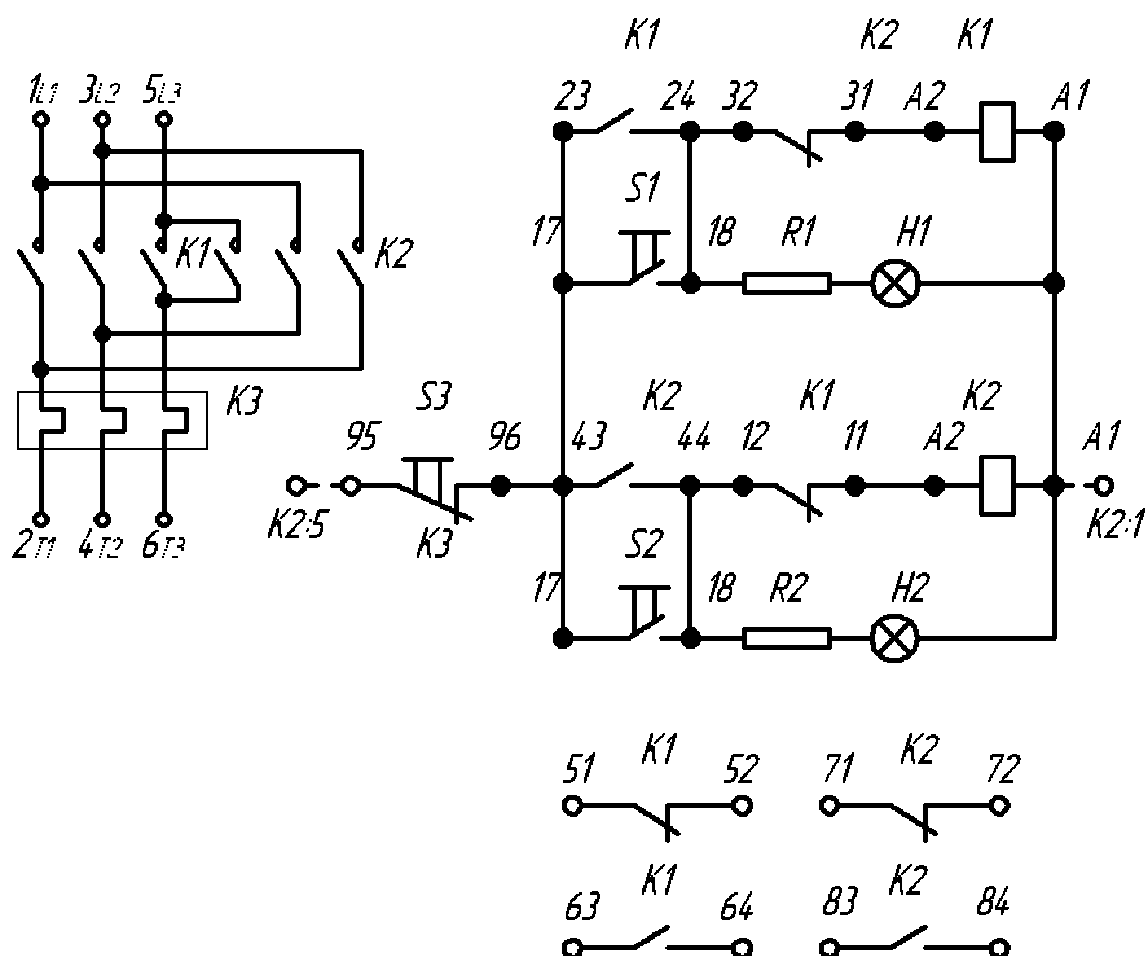 K1 K2 K1
1L1 3L2 5L3
23 24 32 31 A2 A1
S1
17 18 R1 H1
K1 K2
K3
S3 K2 K1 K2
95 96 43 44 12 11 A2 A1
K2:5 K3 S2 K2:1
2T1 4T2 6T3
17 18 R2 H2
K1 K2
51 52 71 72
K1 K2
63 64 83 84